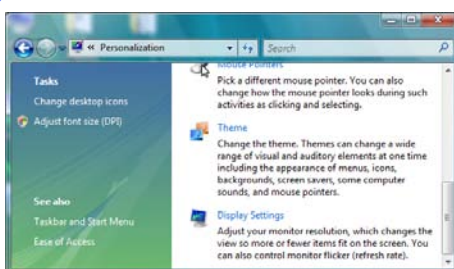 « Personalization
Search
Tasks
Change desktop icons
Adjust font size (DPI)
See also
Taskbar and Start Menu
Ease of Access
Mouse Pointers
Pick a different mouse pointer. You can also
change how the mouse pointer looks during such
activities as clicking and selecting.
Theme
Change the theme. Themes can change a wide
range of visual and auditory elements at one time
including the appearance of menus, icons,
backgrounds, screen savers, some computer
sounds, and mouse pointers.
Display Settings
Adjust your monitor resolution, which changes the
view so more or fewer items fit on the screen. You
can also control monitor flicker (refresh rate).